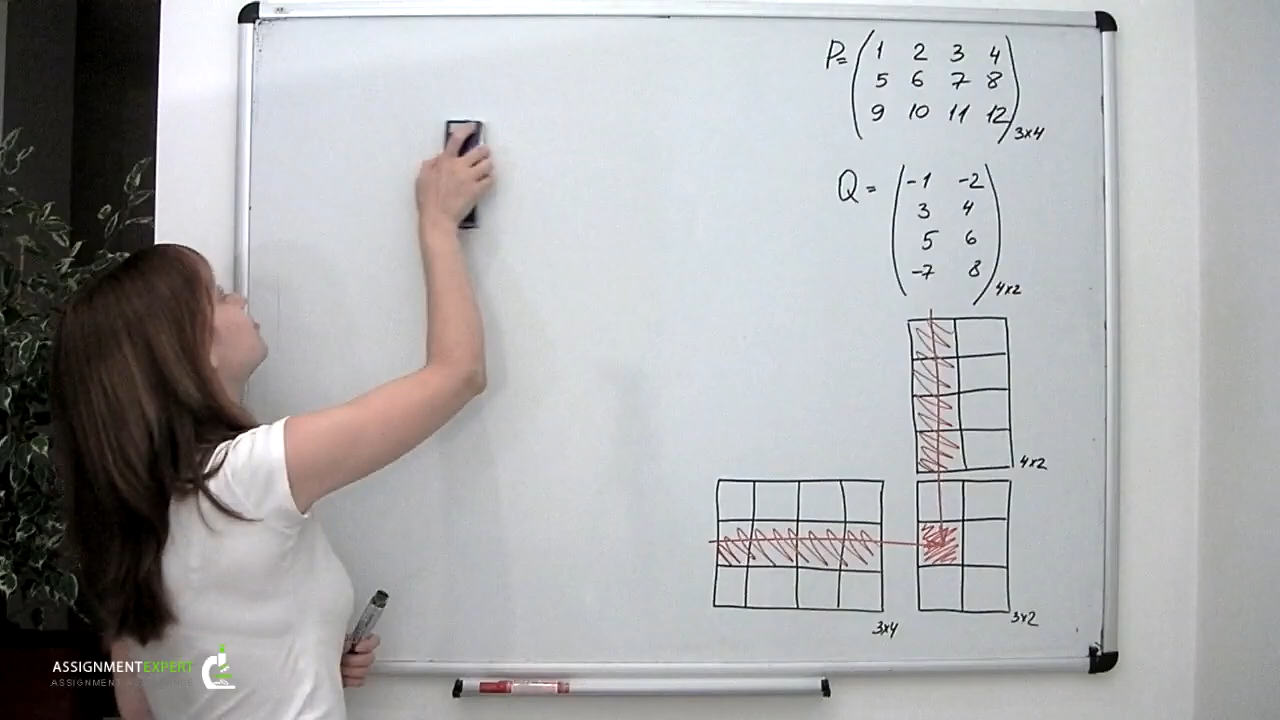 P= (1 2 3 4
5 6 7 8
9 10 11 12) 3x4
Q = (-1 -2
3 4
5 6
-7 8) 4x2
4x2
3x4
3x2
ASSIGNMENTEXPERT